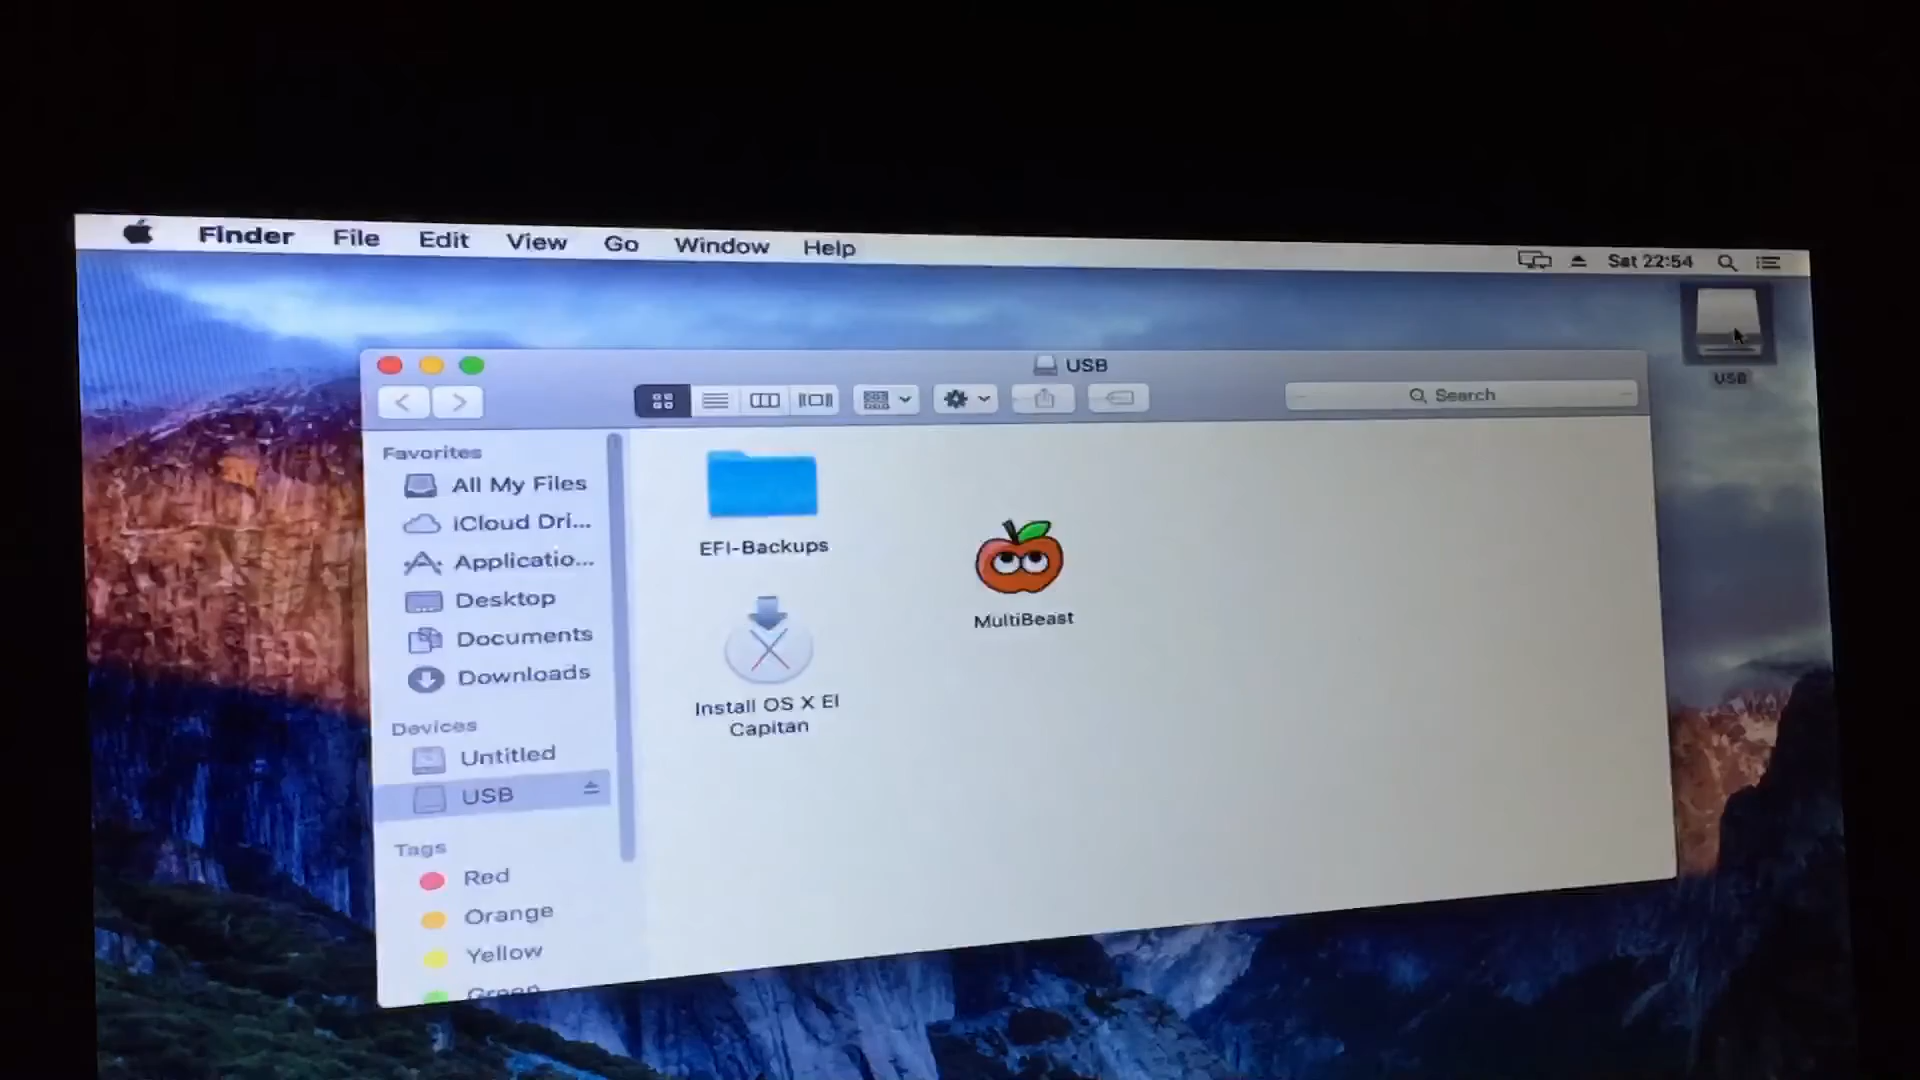 Finder File Edit View Go Window Help
Sat 22:54
USB
USB
Search
Favorites
All My Files
iCloud Dri...
Applicatio...
Desktop
Documents
Downloads
Devices
Untitled
USB
Tags
Red
Orange
Yellow
Green
EFI-Backups
MultiBeast
Install OS X El
Capitan